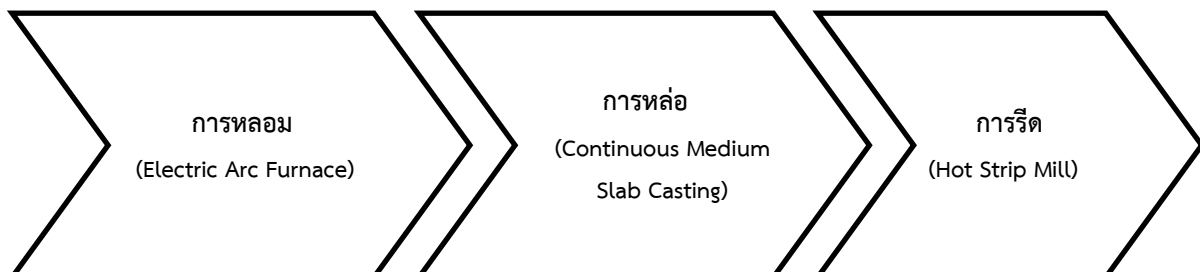 การหลอม
(Electric Arc Furnace)
การหล่อ
(Continuous Medium
Slab Casting)
การรีด
(Hot Strip Mill)